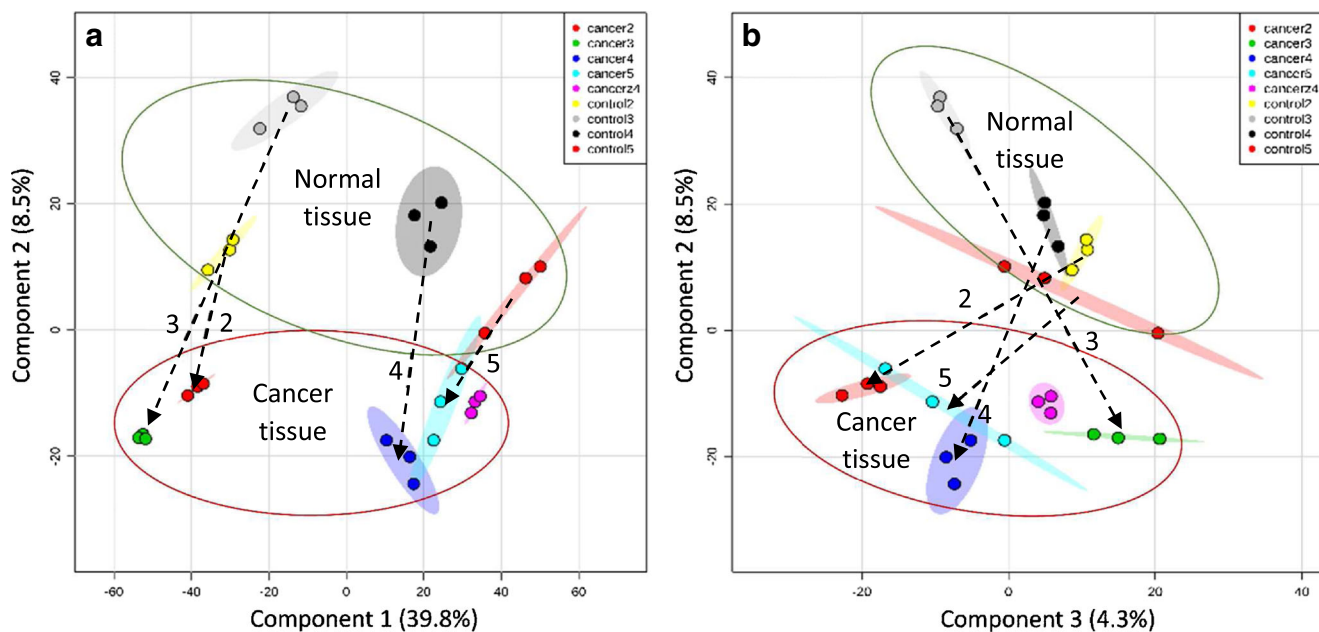 a
cancer2
cancer3
cancer4
cancer5
cancerz4
control2
control3
control4
control5
Normal
tissue
Cancer
tissue
3
2
4
5
40
20
0
-20
-60
-40
-20
0
20
40
60
Component 2 (8.5%)
Component 1 (39.8%)
b
cancer2
cancer3
cancer4
cancer5
cancerz4
control2
control3
control4
control5
Normal
tissue
2
3
5
4
Cancer
tissue
40
20
0
-20
-20
0
20
40
Component 2 (8.5%)
Component 3 (4.3%)